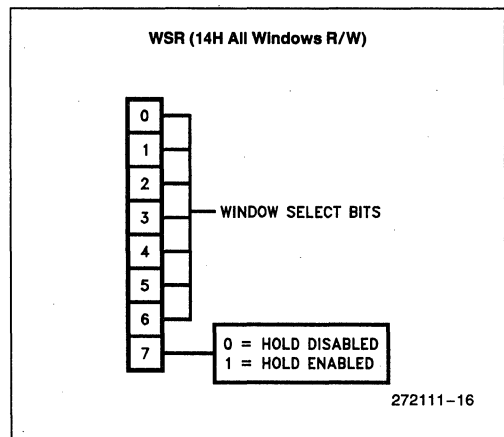 WSR (14H All Windows R/W)
0
1
2
3
4
5
6
7
WINDOW SELECT BITS
0 = HOLD DISABLED
1 = HOLD ENABLED
272111-16